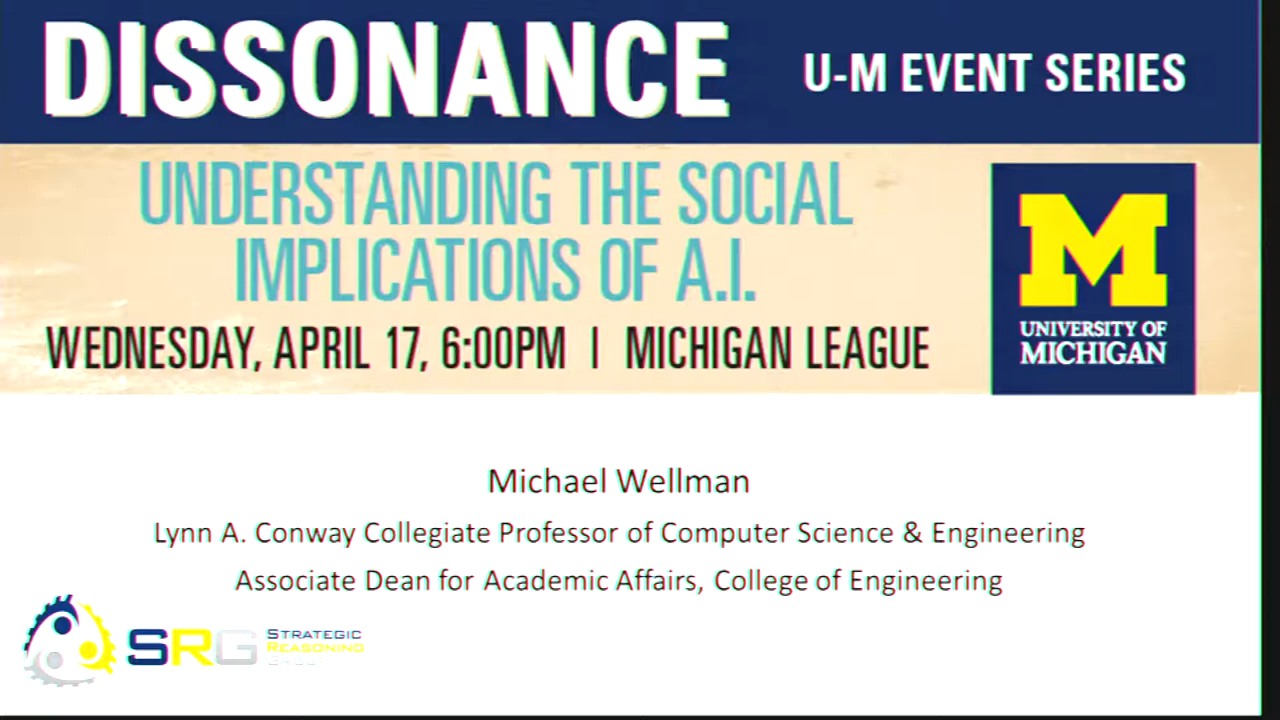 DISSONANCE U-M EVENT SERIES
UNDERSTANDING THE SOCIAL
IMPLICATIONS OF A.I.
WEDNESDAY, APRIL 17, 6:00PM | MICHIGAN LEAGUE
M
UNIVERSITY OF
MICHIGAN
Michael Wellman
Lynn A. Conway Collegiate Professor of Computer Science & Engineering
Associate Dean for Academic Affairs, College of Engineering
SRG
STRATEGIC
REASONING
GROUP